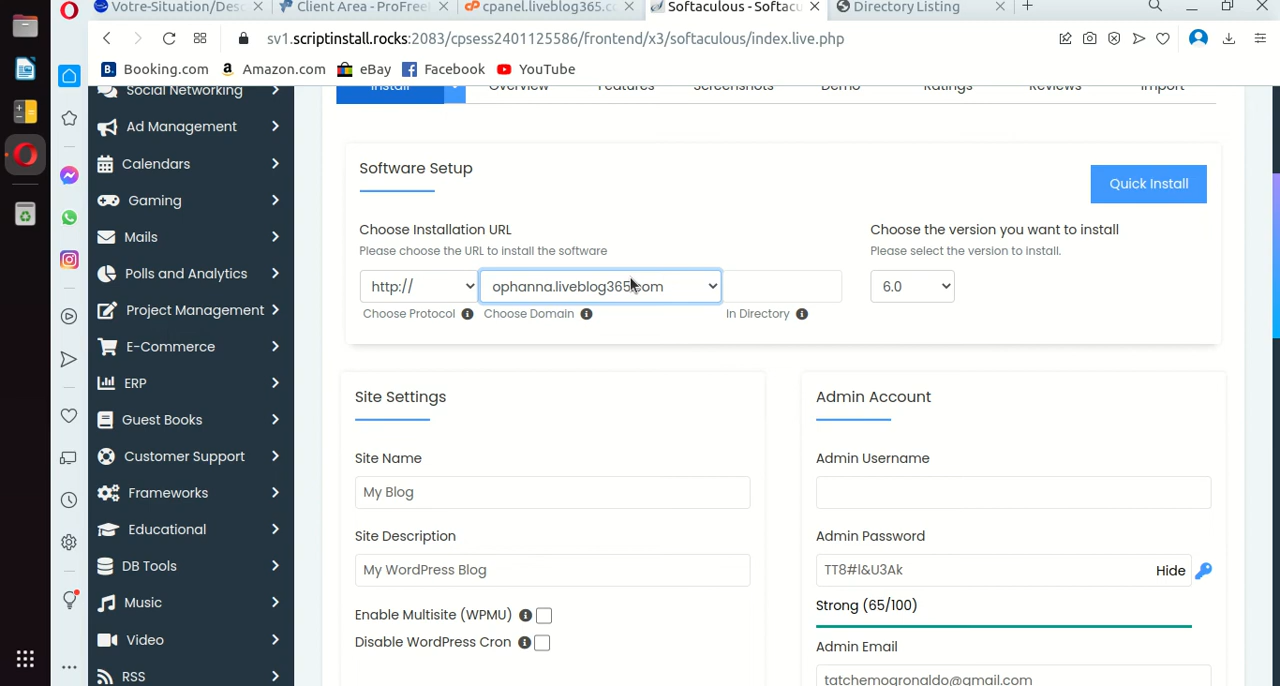 Votre-Situation/Desc
Client Area - ProFreeH
cpanel.liveblog365.co
Softaculous - Softacu
Directory Listing
sv1.scriptinstall.rocks:2083/cpsess2401125586/frontend/x3/softaculous/index.live.php
Booking.com Amazon.com eBay Facebook YouTube
Install Overview Features Screenshots Demo Ratings Reviews Import
Social Networking
Ad Management
Calendars
Gaming
Mails
Polls and Analytics
Project Management
E-Commerce
ERP
Guest Books
Customer Support
Frameworks
Educational
DB Tools
Music
Video
RSS
Software Setup
Quick Install
Choose Installation URL
Please choose the URL to install the software
http://
ophanna.liveblog365.com
Choose Protocol
Choose Domain
In Directory
Choose the version you want to install
Please select the version to install.
6.0
Site Settings
Site Name
My Blog
Site Description
My WordPress Blog
Enable Multisite (WPMU)
Disable WordPress Cron
Admin Account
Admin Username
Admin Password
TT8#!&U3Ak
Hide
Strong (65/100)
Admin Email
tatchemogronaldo@gmail.com